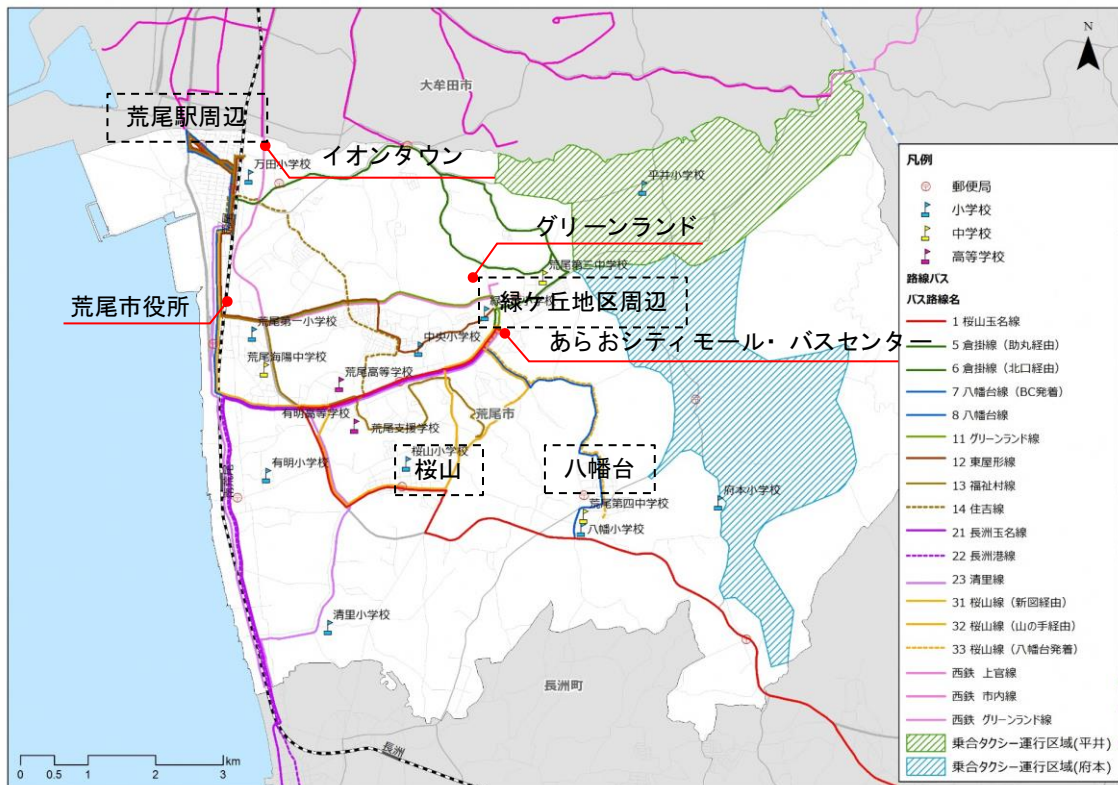 大牟田市
荒尾駅周辺
イオンタウン
万田小学校
平井小学校
グリーンランド
荒尾第三中学校
緑ケ丘地区周辺
荒尾市役所
荒尾第一小学校
中央小学校
あらおシティモール・バスセンター
荒尾海陽中学校
荒尾高等学校
有明高等学校
荒尾市
荒尾支援学校
桜山小学校
桜山
八幡台
有明小学校
荒尾第四中学校
府本小学校
八幡小学校
清里小学校
長洲町
長洲
0 0.5 1 2 3 km
N
凡例
郵便局
小学校
中学校
高等学校
路線バス
バス路線名
1 桜山玉名線
5 倉掛線（助丸経由）
6 倉掛線（北口経由）
7 八幡台線（BC発着）
8 八幡台線
11 グリーンランド線
12 東屋形線
13 福祉村線
14 住吉線
21 長洲玉名線
22 長洲港線
23 清里線
31 桜山線（新図経由）
32 桜山線（山の手経由）
33 桜山線（八幡台発着）
西鉄 上官線
西鉄 市内線
西鉄 グリーンランド線
乗合タクシー運行区域(平井)
乗合タクシー運行区域(府本)